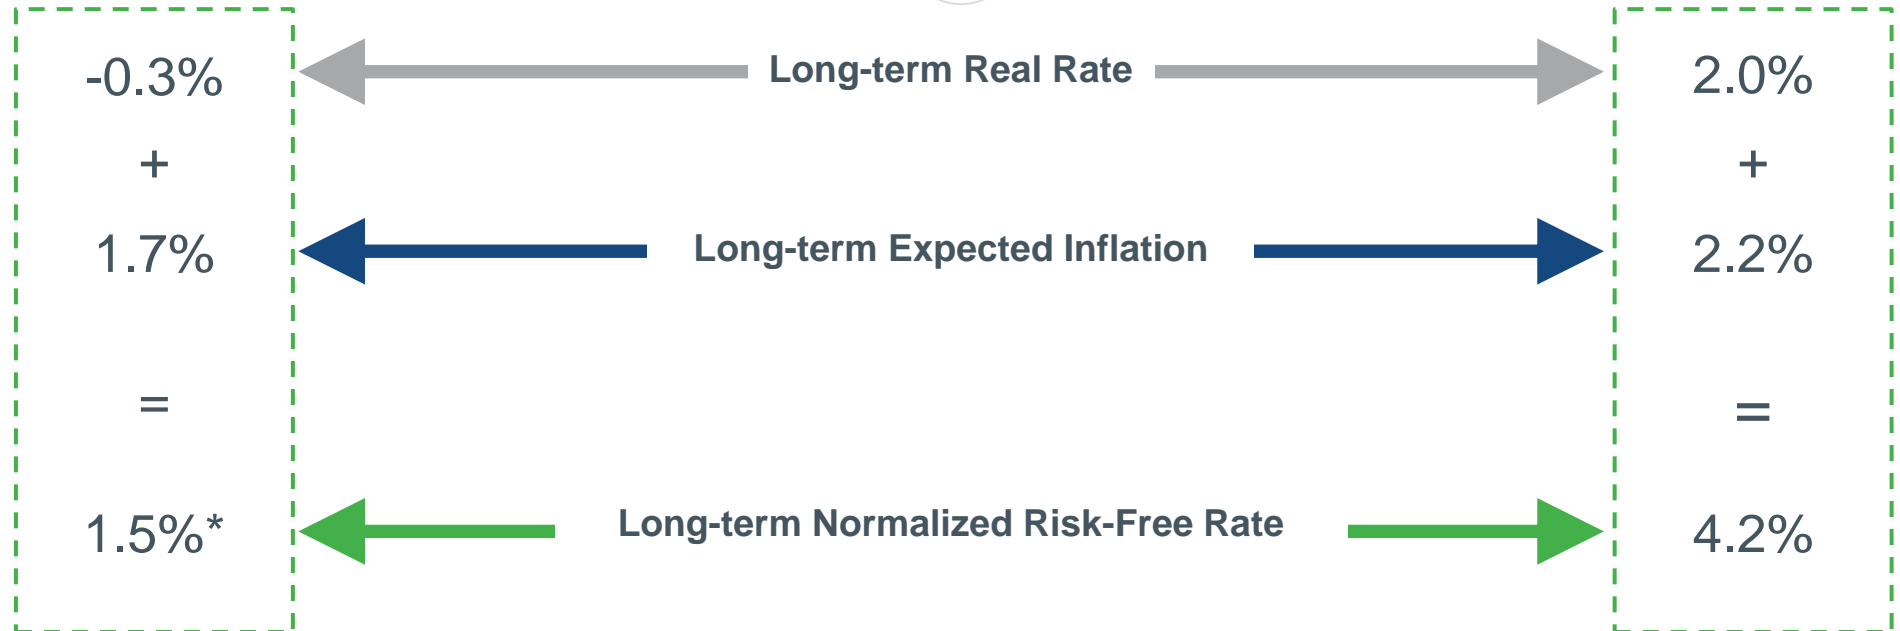 -0.3% Long-term Real Rate 2.0%
+ +
1.7% Long-term Expected Inflation 2.2%
= =
1.5%* Long-term Normalized Risk-Free Rate 4.2%